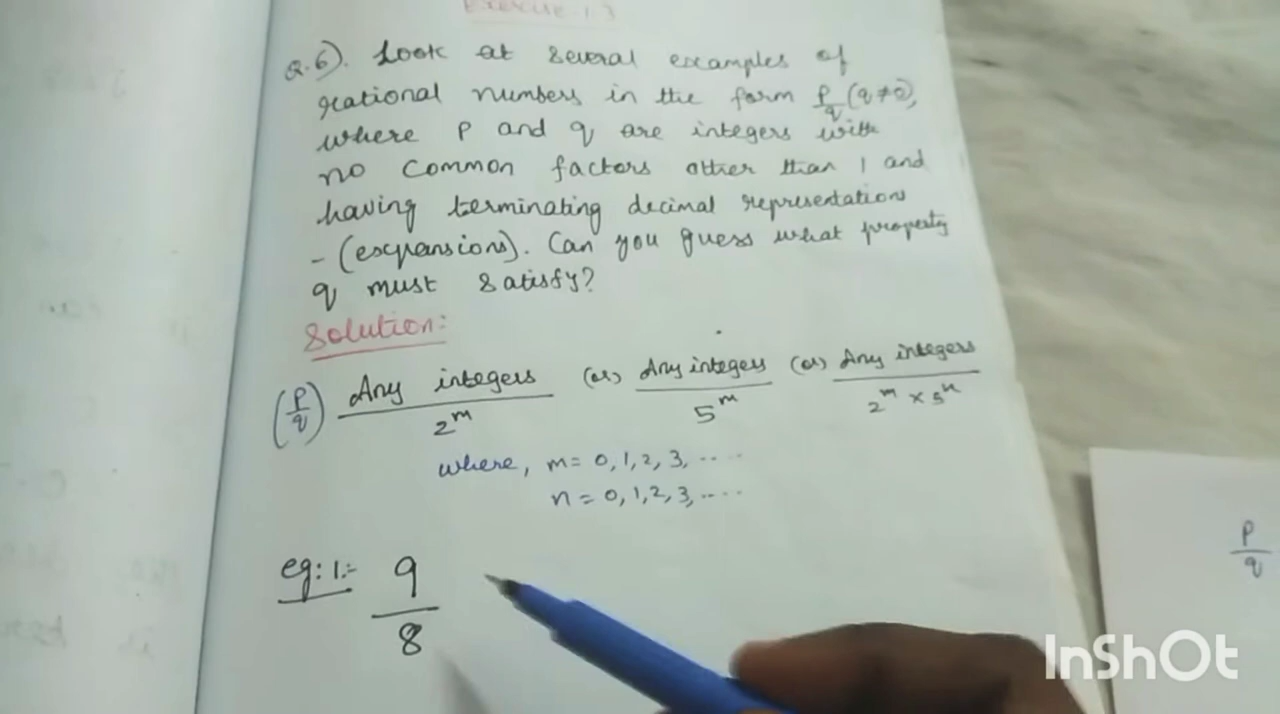 Exercise-1.3
Q.6). Look at several examples of
rational numbers in the form p/q (q≠0),
where p and q are integers with
no common factors other than 1 and
having terminating decimal representations
- (expansions). Can you guess what property
q must satisfy?
Solution:
(p/q) Any integers/2^m (or) Any integers/5^m (or) Any integers/2^m × 5^n
where, m = 0, 1, 2, 3, ....
n = 0, 1, 2, 3, ....
eg: 1:- 9/8
p/q
InShOt